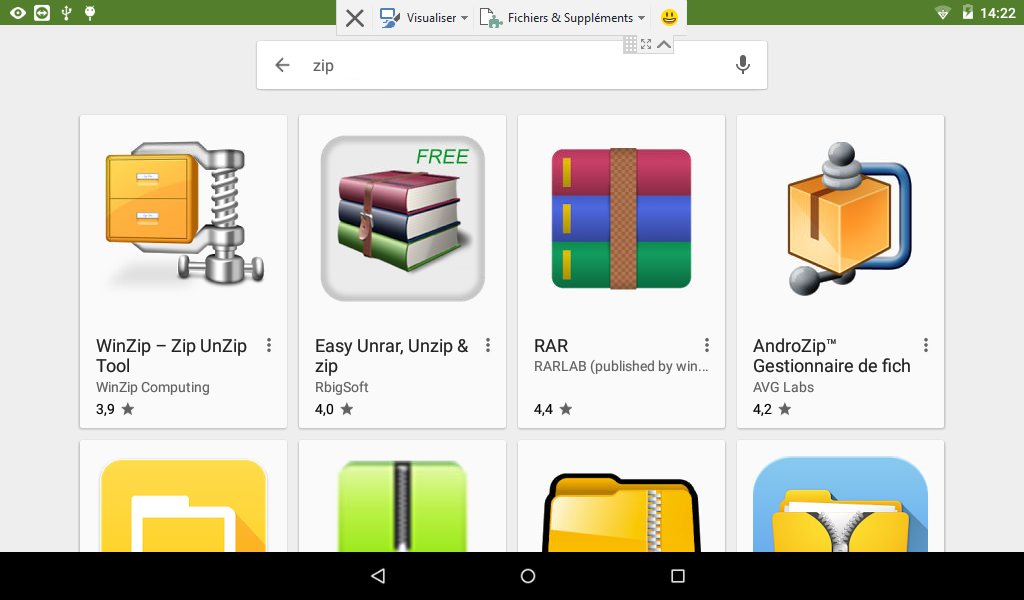 Visualiser
Fichiers & Suppléments
14:22
zip
FREE
WinZip – Zip UnZip
Tool
WinZip Computing
3,9
Easy Unrar, Unzip &
zip
RbigSoft
4,0
RAR
RARLAB (published by win...
4,4
AndroZip™
Gestionnaire de fich
AVG Labs
4,2